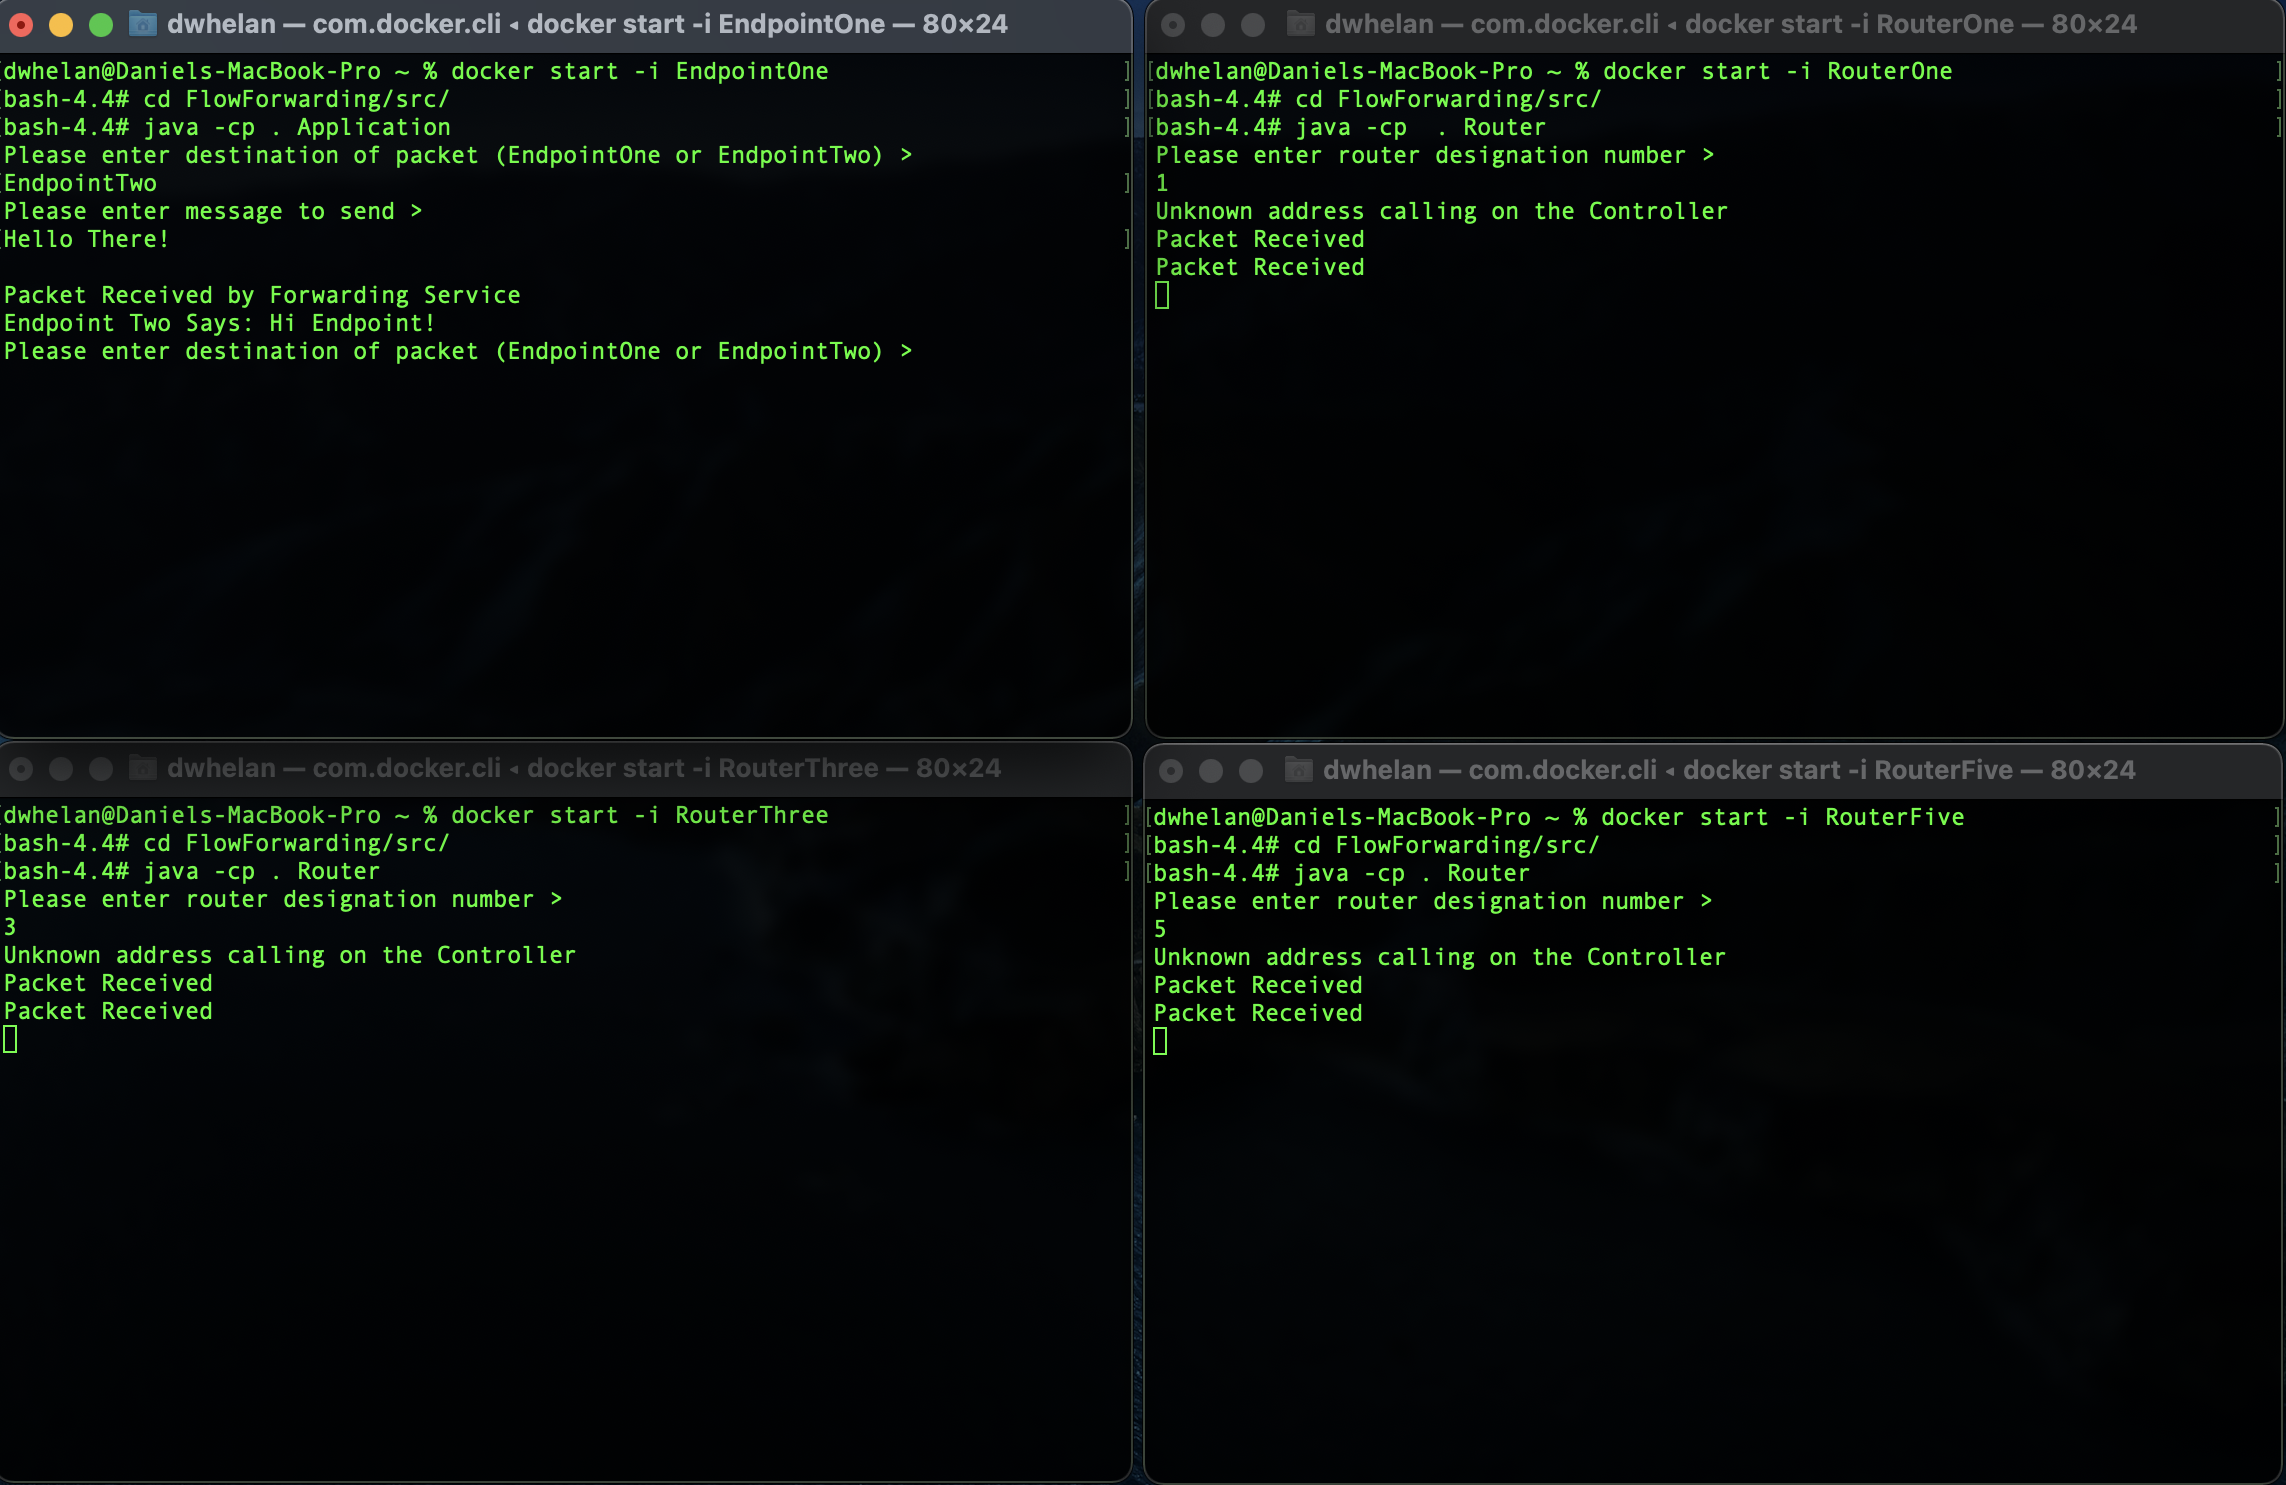 dwhelan — com.docker.cli ◂ docker start -i EndpointOne — 80×24
[dwhelan@Daniels-MacBook-Pro ~ % docker start -i EndpointOne ]
[bash-4.4# cd FlowForwarding/src/ ]
[bash-4.4# java -cp . Application ]
Please enter destination of packet (EndpointOne or EndpointTwo) >
[EndpointTwo ]
Please enter message to send >
[Hello There! ]
Packet Received by Forwarding Service
Endpoint Two Says: Hi Endpoint!
Please enter destination of packet (EndpointOne or EndpointTwo) >
dwhelan — com.docker.cli ◂ docker start -i RouterOne — 80×24
[dwhelan@Daniels-MacBook-Pro ~ % docker start -i RouterOne ]
[bash-4.4# cd FlowForwarding/src/ ]
[bash-4.4# java -cp  . Router ]
Please enter router designation number >
1
Unknown address calling on the Controller
Packet Received
Packet Received
dwhelan — com.docker.cli ◂ docker start -i RouterThree — 80×24
[dwhelan@Daniels-MacBook-Pro ~ % docker start -i RouterThree ]
[bash-4.4# cd FlowForwarding/src/ ]
[bash-4.4# java -cp . Router ]
Please enter router designation number >
3
Unknown address calling on the Controller
Packet Received
Packet Received
dwhelan — com.docker.cli ◂ docker start -i RouterFive — 80×24
[dwhelan@Daniels-MacBook-Pro ~ % docker start -i RouterFive ]
[bash-4.4# cd FlowForwarding/src/ ]
[bash-4.4# java -cp . Router ]
Please enter router designation number >
5
Unknown address calling on the Controller
Packet Received
Packet Received